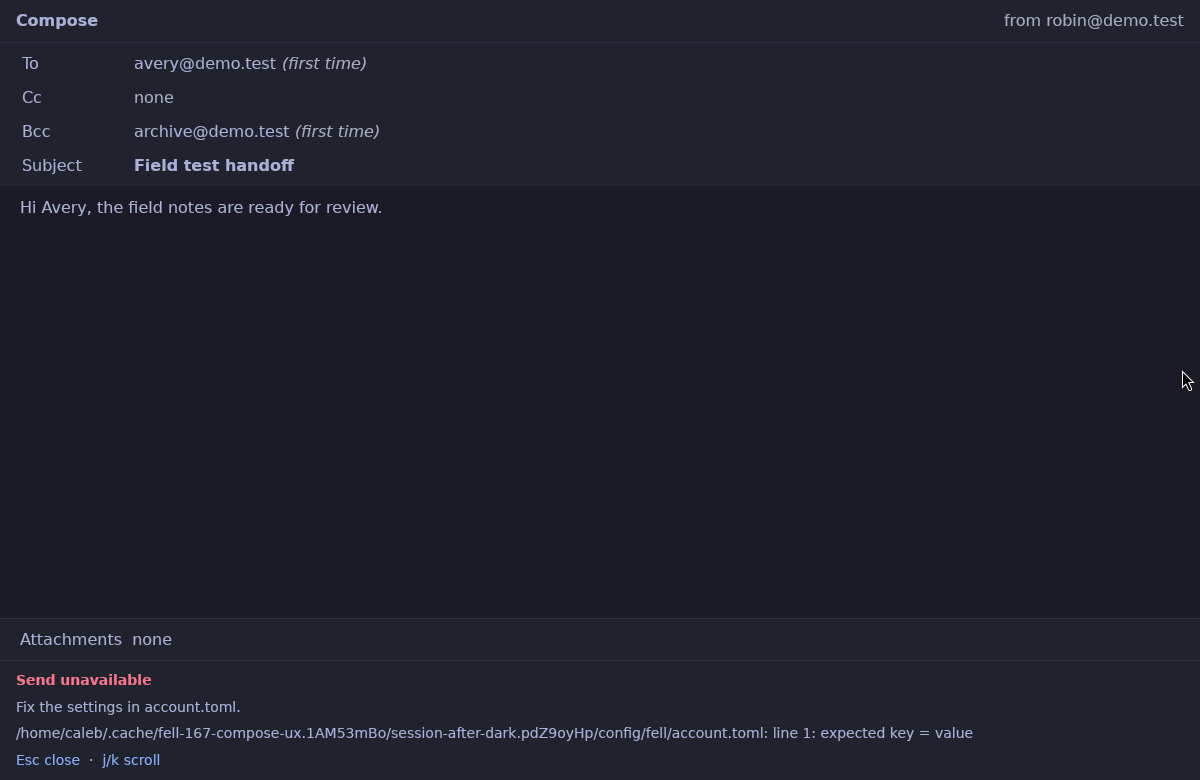 Compose from robin@demo.test
To avery@demo.test (first time)
Cc none
Bcc archive@demo.test (first time)
Subject Field test handoff
Hi Avery, the field notes are ready for review.
Attachments none
Send unavailable
Fix the settings in account.toml.
/home/caleb/.cache/fell-167-compose-ux.1AM53mBo/session-after-dark.pdZ9oyHp/config/fell/account.toml: line 1: expected key = value
Esc close · j/k scroll